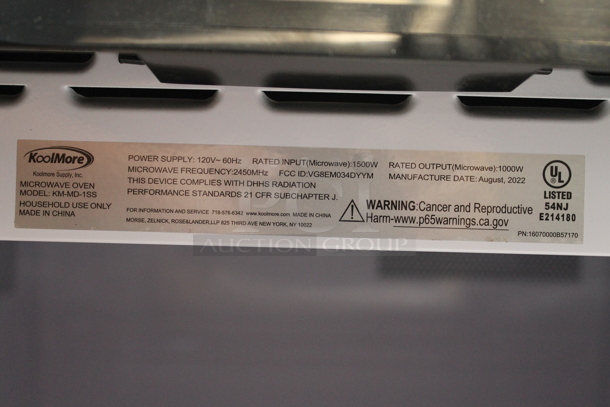 KoolMore
Koolmore Supply, Inc.
MICROWAVE OVEN
MODEL: KM-MD-1SS
HOUSEHOLD USE ONLY
MADE IN CHINA
POWER SUPPLY: 120V~ 60Hz RATED INPUT(Microwave):1500W RATED OUTPUT(Microwave):1000W
MICROWAVE FREQUENCY:2450MHz FCC ID:VG8EM034DYYM MANUFACTURE DATE: August, 2022
THIS DEVICE COMPLIES WITH DHHS RADIATION
PERFORMANCE STANDARDS 21 CFR SUBCHAPTER J.
FOR INFORMATION AND SERVICE 718-576-6342 www.koolmore.com MADE IN CHINA
MORSE, ZELNICK, ROSE&LANDER,LLP 825 THIRD AVE NEW YORK, NY 10022
WARNING:Cancer and Reproductive
Harm-www.p65warnings.ca.gov
UL
LISTED
54NJ
E214180
PN:16070000B57170
AUCTION GROUP